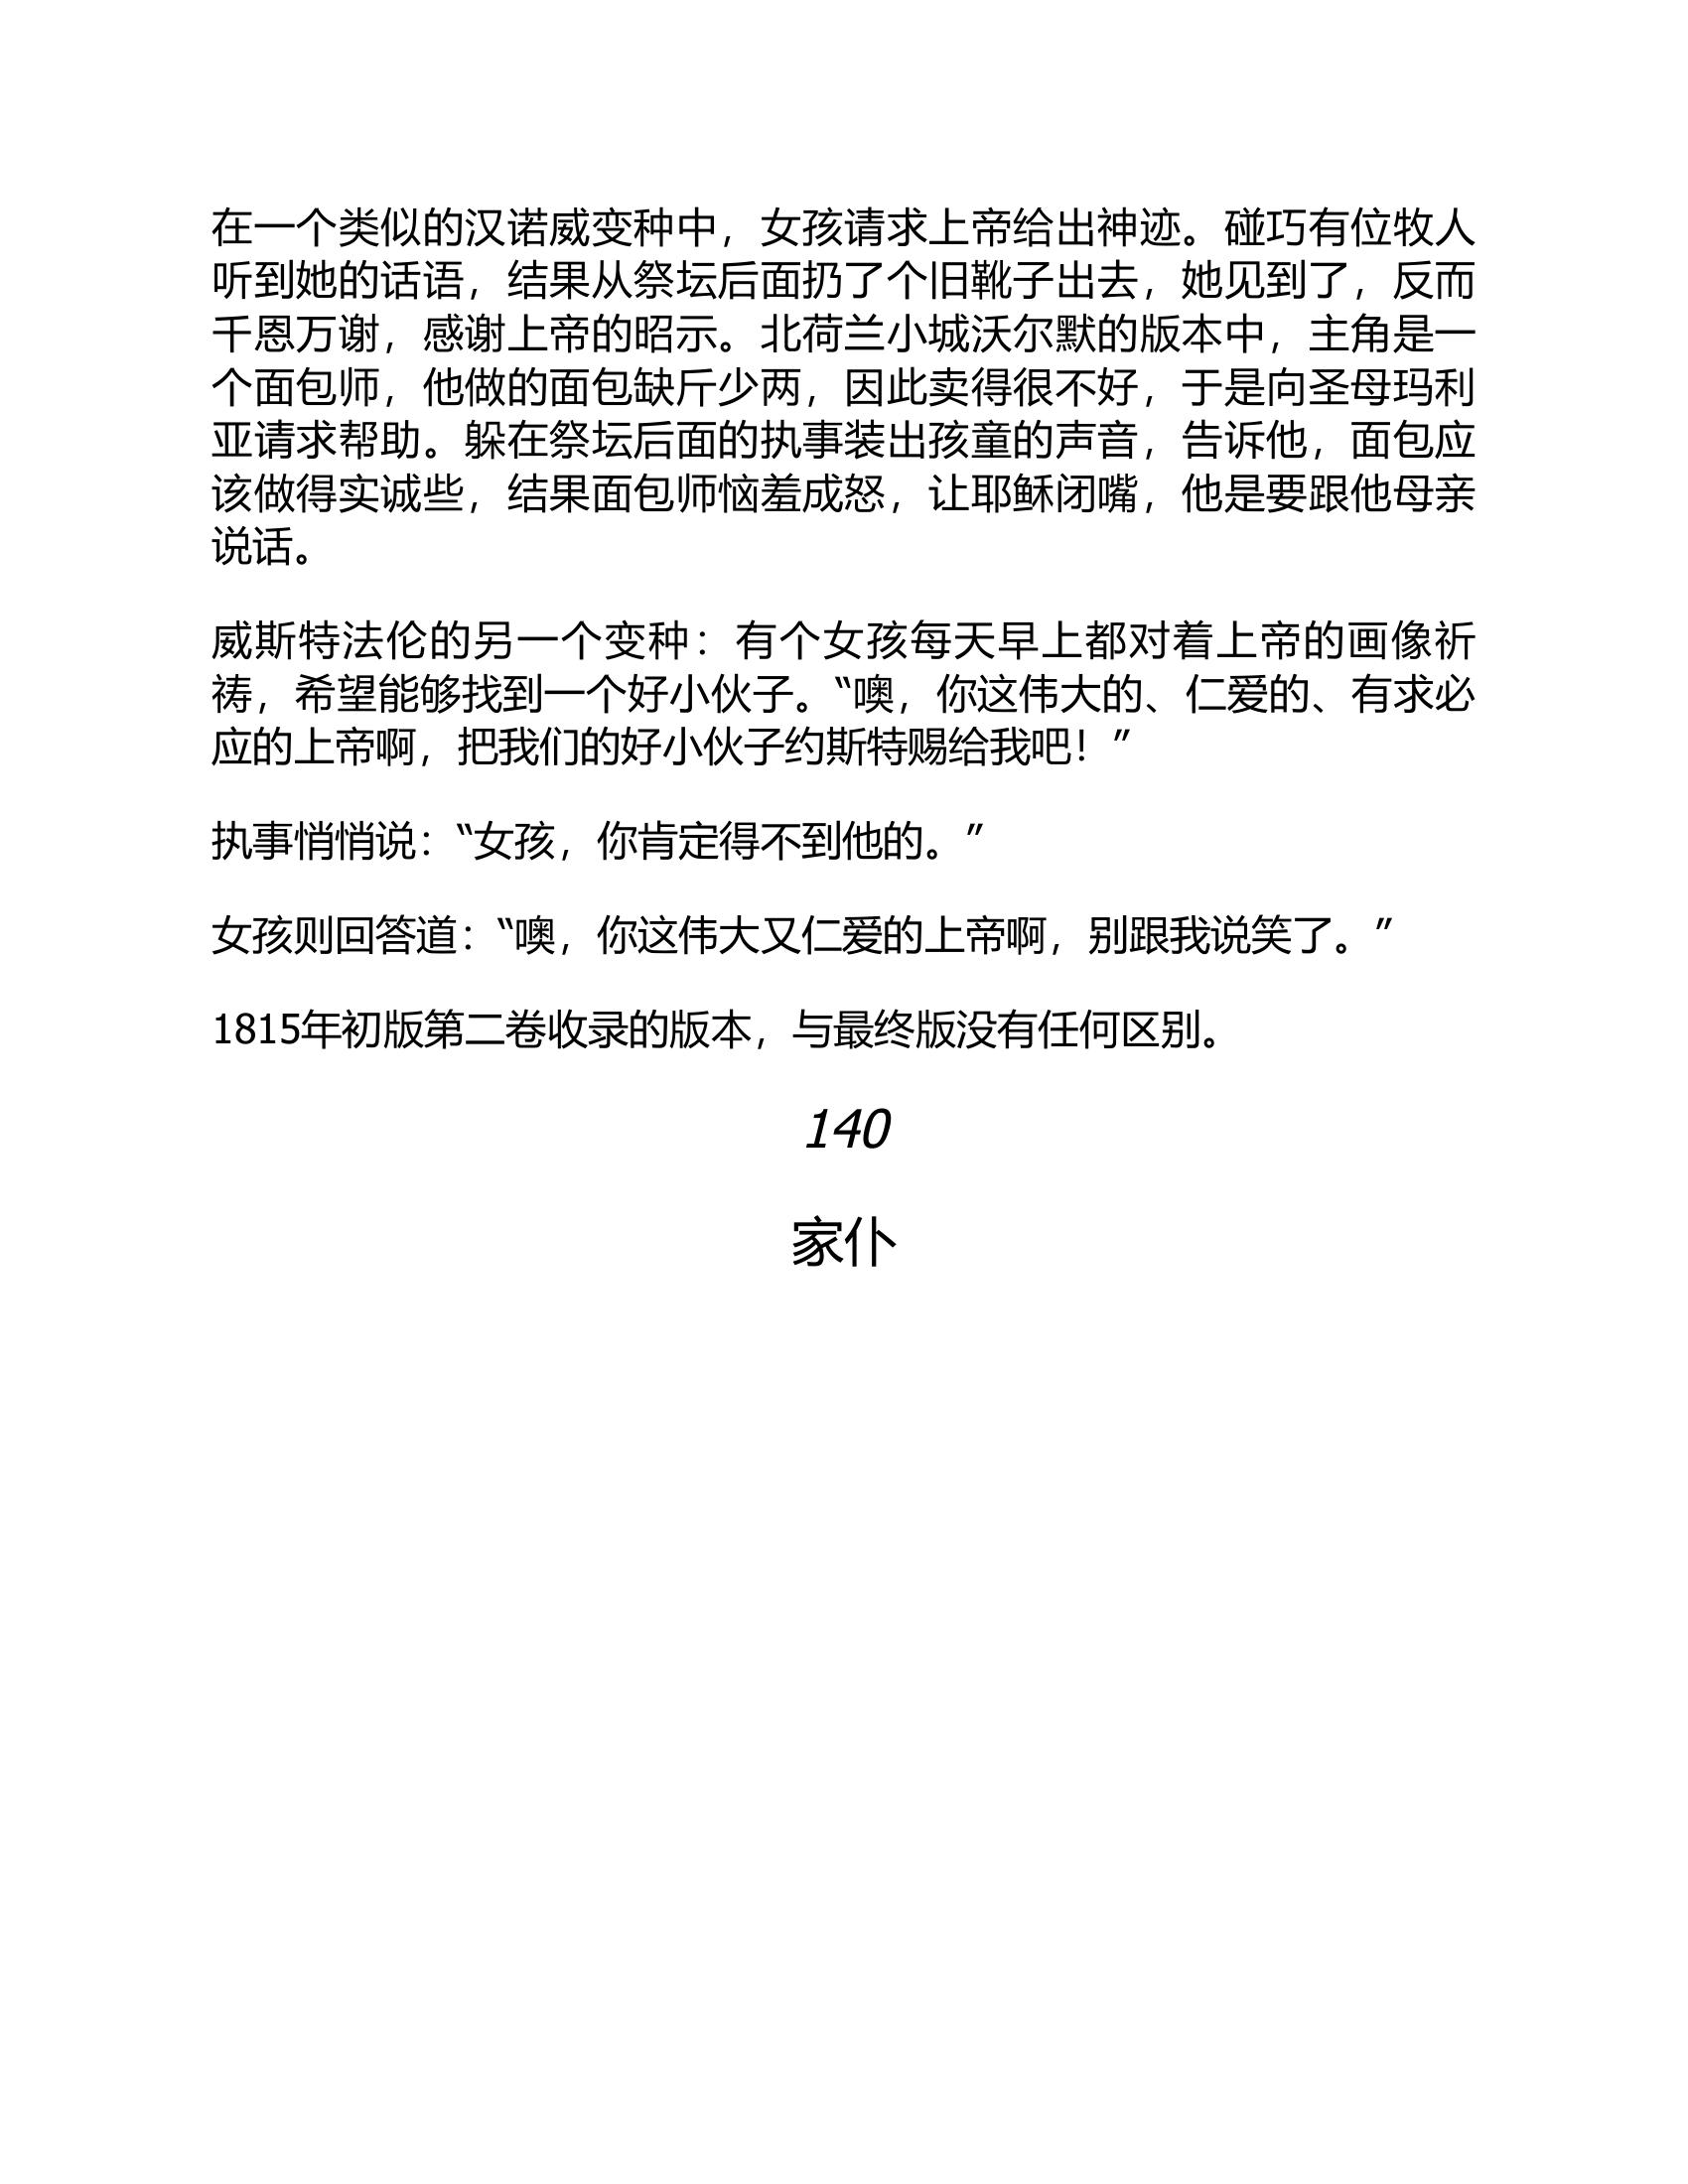 在一个类似的汉诺威变种中，女孩请求上帝给出神迹。碰巧有位牧人
听到她的话语，结果从祭坛后面扔了个旧靴子出去，她见到了，反而
千恩万谢，感谢上帝的昭示。北荷兰小城沃尔默的版本中，主角是一
个面包师，他做的面包缺斤少两，因此卖得很不好，于是向圣母玛利
亚请求帮助。躲在祭坛后面的执事装出孩童的声音，告诉他，面包应
该做得实诚些，结果面包师恼羞成怒，让耶稣闭嘴，他是要跟他母亲
说话。
威斯特法伦的另一个变种：有个女孩每天早上都对着上帝的画像祈
祷，希望能够找到一个好小伙子。“噢，你这伟大的、仁爱的、有求必
应的上帝啊，把我们的好小伙子约斯特赐给我吧！”
执事悄悄说：“女孩，你肯定得不到他的。”
女孩则回答道：“噢，你这伟大又仁爱的上帝啊，别跟我说笑了。”
1815年初版第二卷收录的版本，与最终版没有任何区别。
140
家仆